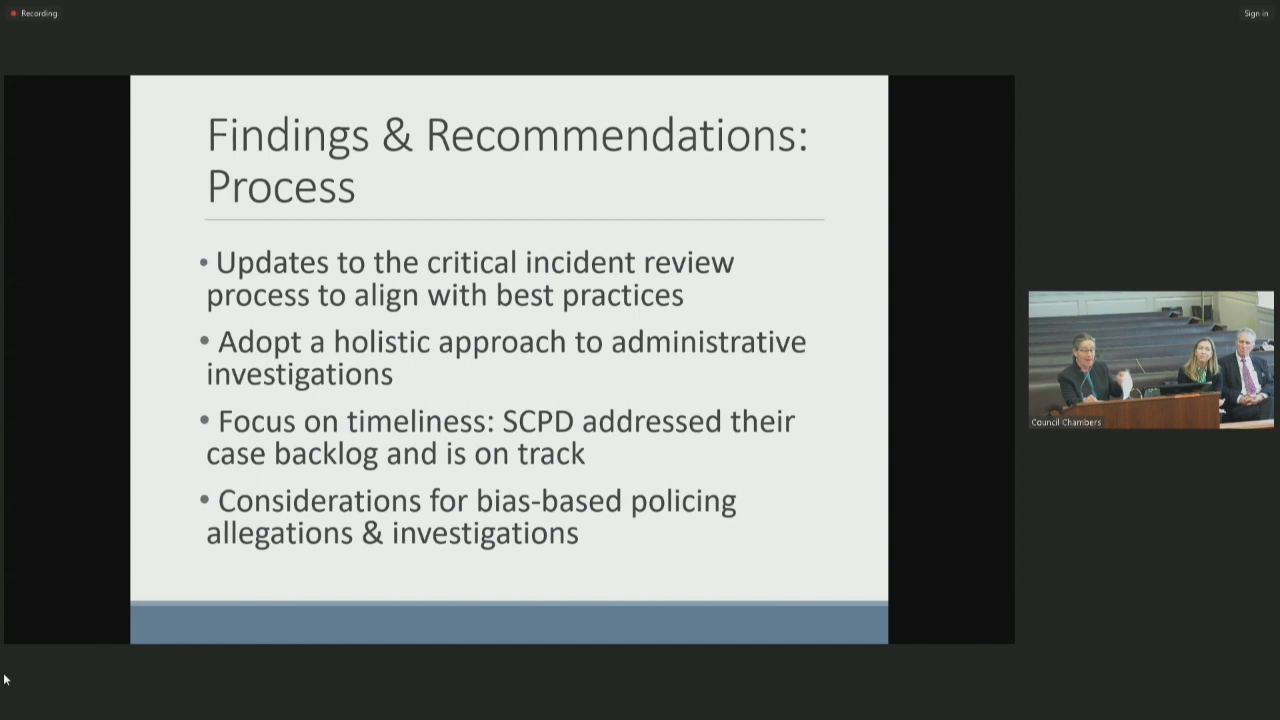 Recording
Sign in
Findings & Recommendations:
Process
• Updates to the critical incident review
process to align with best practices
• Adopt a holistic approach to administrative
investigations
• Focus on timeliness: SCPD addressed their
case backlog and is on track
• Considerations for bias-based policing
allegations & investigations
Council Chambers